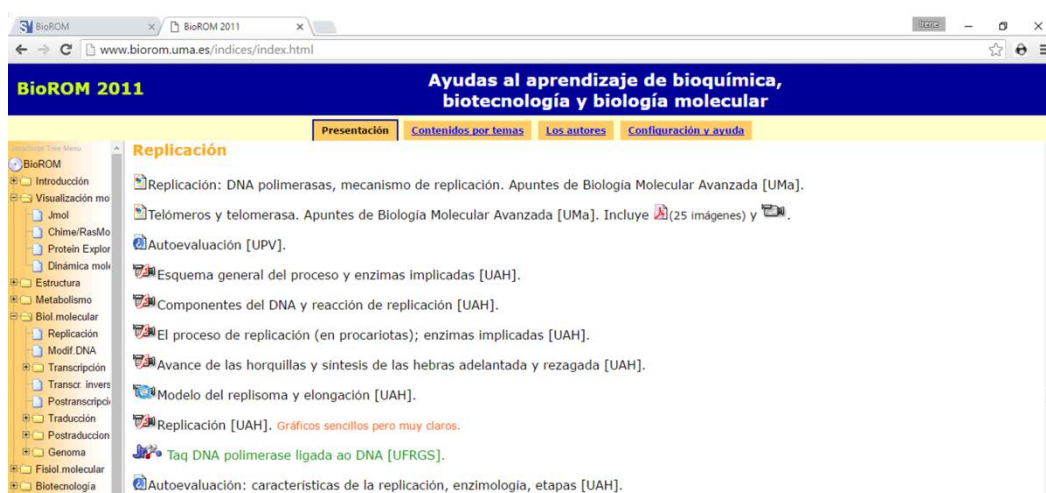 BioROM
BioROM 2011
Irene
www.biorom.uma.es/indices/index.html
BioROM 2011
Ayudas al aprendizaje de bioquímica,
biotecnología y biología molecular
Presentación
Contenidos por temas
Los autores
Configuración y ayuda
JavaScript Tree Menu
BioROM
Introducción
Visualización mo
Jmol
Chime/RasMo
Protein Explor
Dinámica mole
Estructura
Metabolismo
Biol.molecular
Replicación
Modif.DNA
Transcripción
Transcr. invers
Postranscripci
Traducción
Postraduccion
Genoma
Fisiol.molecular
Biotecnología
Replicación
Replicación: DNA polimerasas, mecanismo de replicación. Apuntes de Biología Molecular Avanzada [UMa].
Telómeros y telomerasa. Apuntes de Biología Molecular Avanzada [UMa]. Incluye (25 imágenes) y .
Autoevaluación [UPV].
Esquema general del proceso y enzimas implicadas [UAH].
Componentes del DNA y reacción de replicación [UAH].
El proceso de replicación (en procariotas); enzimas implicadas [UAH].
Avance de las horquillas y síntesis de las hebras adelantada y rezagada [UAH].
Modelo del replisoma y elongación [UAH].
Replicación [UAH]. Gráficos sencillos pero muy claros.
Taq DNA polimerase ligada ao DNA [UFRGS].
Autoevaluación: características de la replicación, enzimología, etapas [UAH].